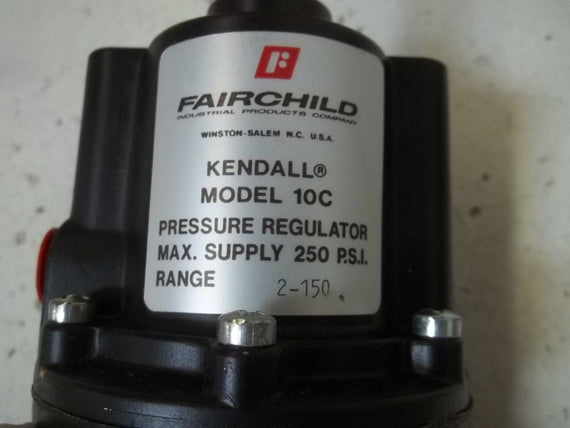 FAIRCHILD
INDUSTRIAL PRODUCTS COMPANY
WINSTON-SALEM N.C. U.S.A.
KENDALL®
MODEL 10C
PRESSURE REGULATOR
MAX. SUPPLY 250 P.S.I.
RANGE 2-150